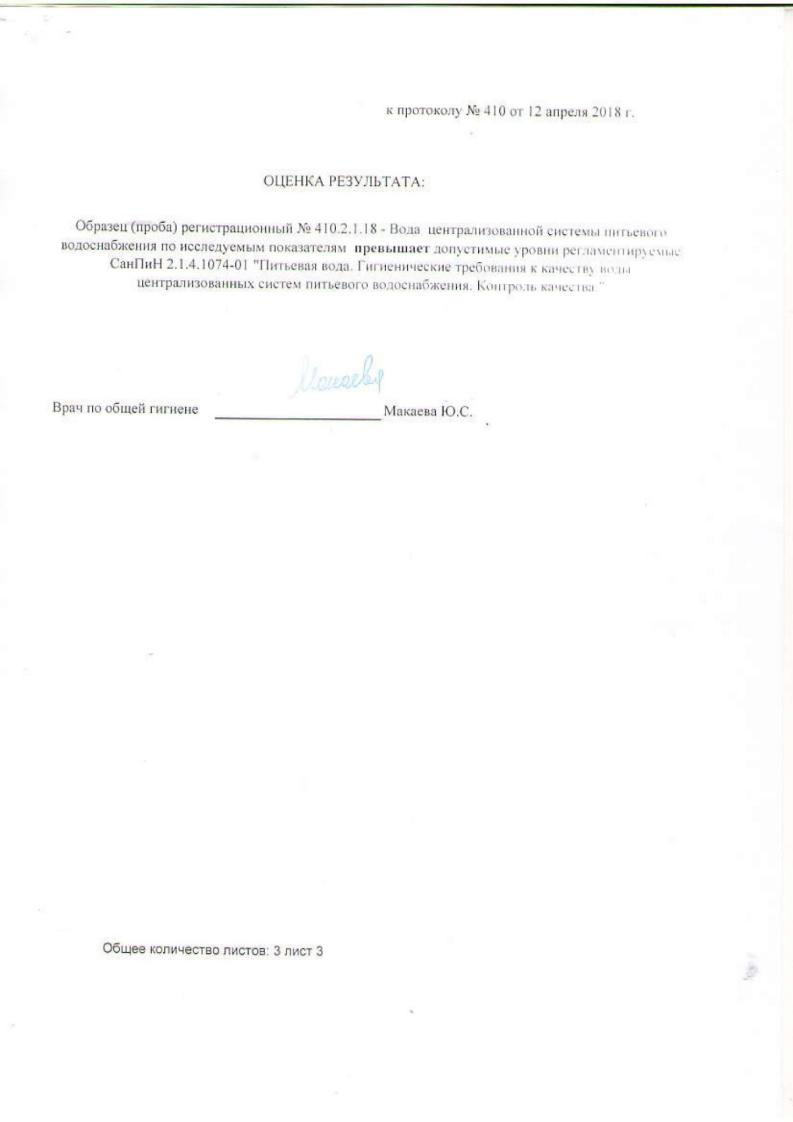 к протоколу № 410 от 12 апреля 2018 г.
ОЦЕНКА РЕЗУЛЬТАТА:
Образец (проба) регистрационный № 410.2.1.18 - Вода централизованной системы питьевого
водоснабжения по исследуемым показателям превышает допустимые уровни регламентируемые
СанПиН 2.1.4.1074-01 "Питьевая вода. Гигиенические требования к качеству воды
централизованных систем питьевого водоснабжения. Контроль качества."
Макаева
Врач по общей гигиене ____________________ Макаева Ю.С.
Общее количество листов: 3 лист 3